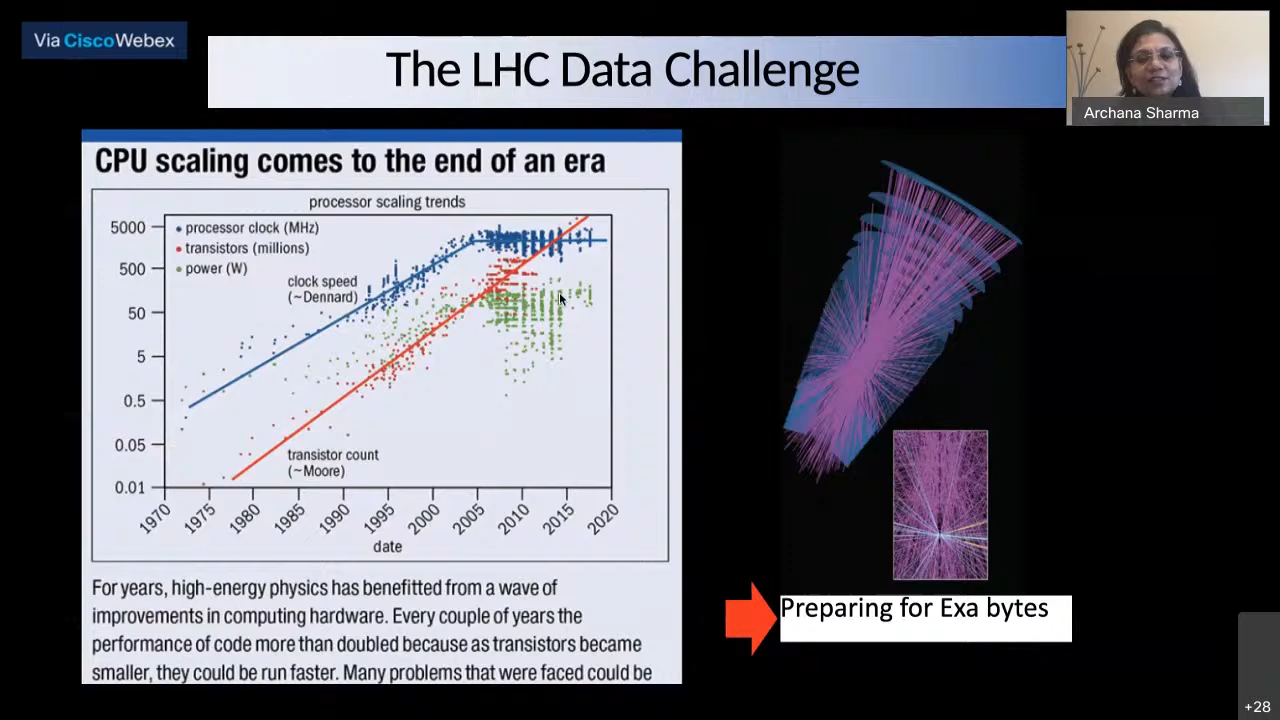 Via CiscoWebex
The LHC Data Challenge
Archana Sharma
CPU scaling comes to the end of an era
processor scaling trends
5000
500
50
5
0.5
0.05
0.01
processor clock (MHz)
transistors (millions)
power (W)
clock speed
(~Dennard)
transistor count
(~Moore)
1970
1975
1980
1985
1990
1995
2000
2005
2010
2015
2020
date
For years, high-energy physics has benefitted from a wave of
improvements in computing hardware. Every couple of years the
performance of code more than doubled because as transistors became
smaller, they could be run faster. Many problems that were faced could be
Preparing for Exa bytes
+28